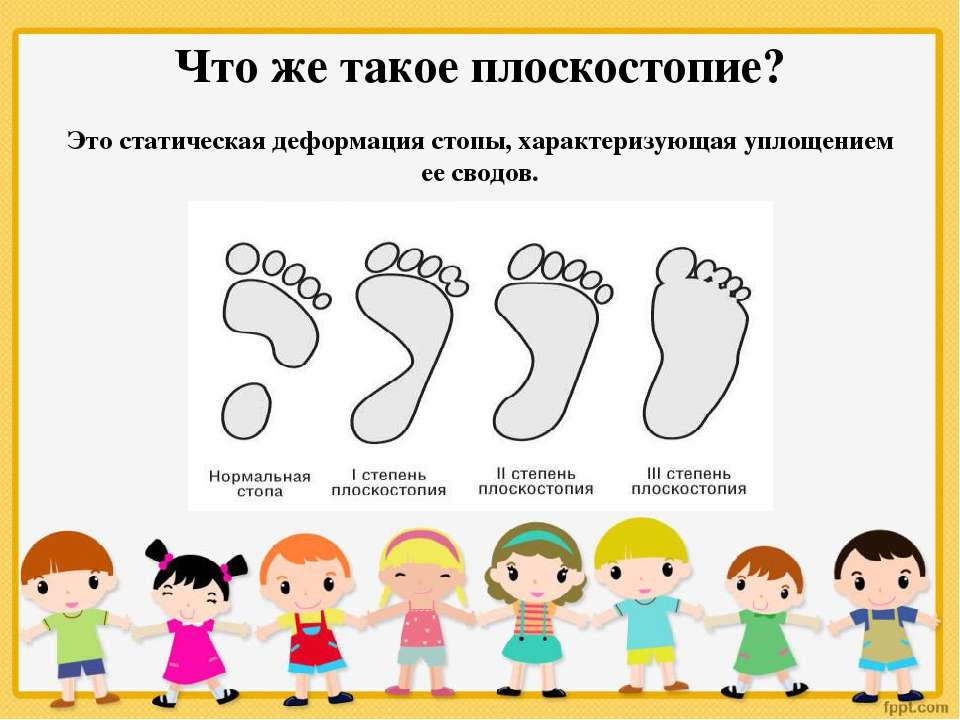 Что же такое плоскостопие?
Это статическая деформация стопы, характеризующая уплощением
ее сводов.
Нормальная
стопа
I степень
плоскостопия
II степень
плоскостопия
III степень
плоскостопия
fppt.com